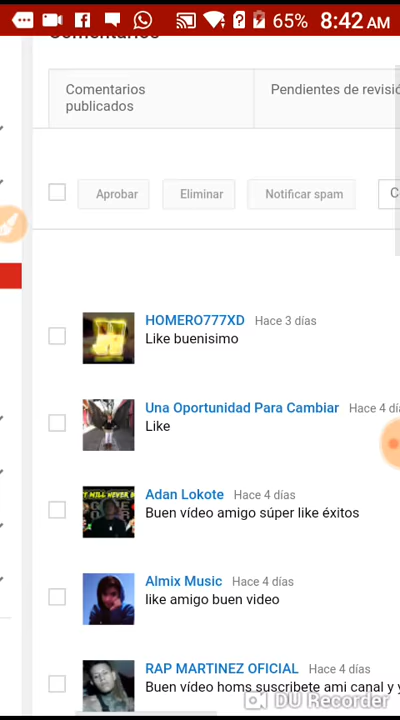 65% 8:42 AM
Comentarios
Comentarios publicados
Pendientes de revisió
Aprobar Eliminar Notificar spam C
HOMERO777XD Hace 3 días
Like buenisimo
Una Oportunidad Para Cambiar Hace 4 dí
Like
Adan Lokote Hace 4 días
Buen vídeo amigo súper like éxitos
Almix Music Hace 4 días
like amigo buen video
RAP MARTINEZ OFICIAL Hace 4 días
Buen vídeo homs suscribete ami canal y y
DU Recorder